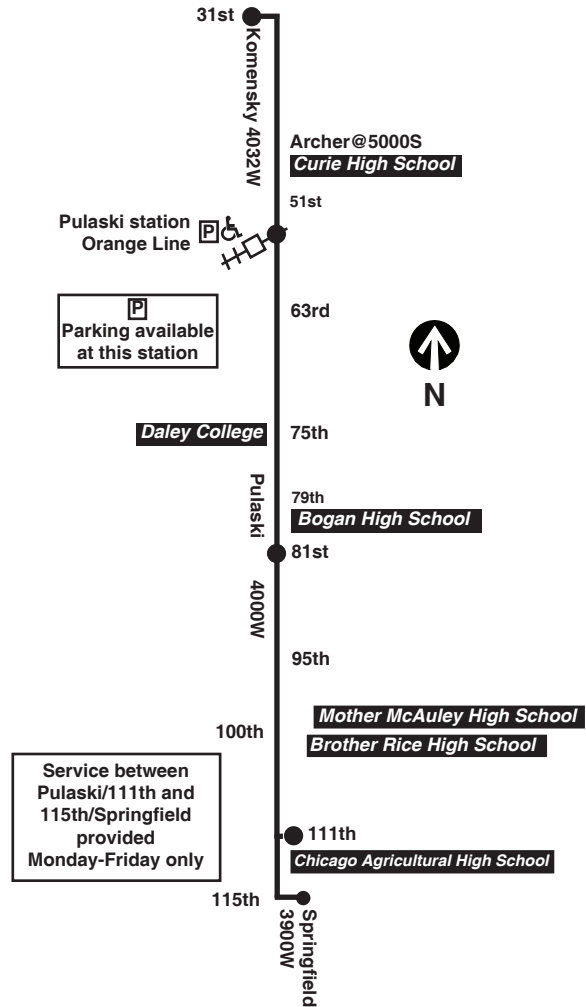 31st
Komensky 4032W
Archer@5000S
Curie High School
51st
Pulaski station
Orange Line
P
63rd
P
Parking available
at this station
N
Daley College
75th
Pulaski
79th
Bogan High School
81st
4000W
95th
Mother McAuley High School
100th
Brother Rice High School
Service between
Pulaski/111th and
115th/Springfield
provided
Monday-Friday only
111th
Chicago Agricultural High School
115th
Springfield
3900W